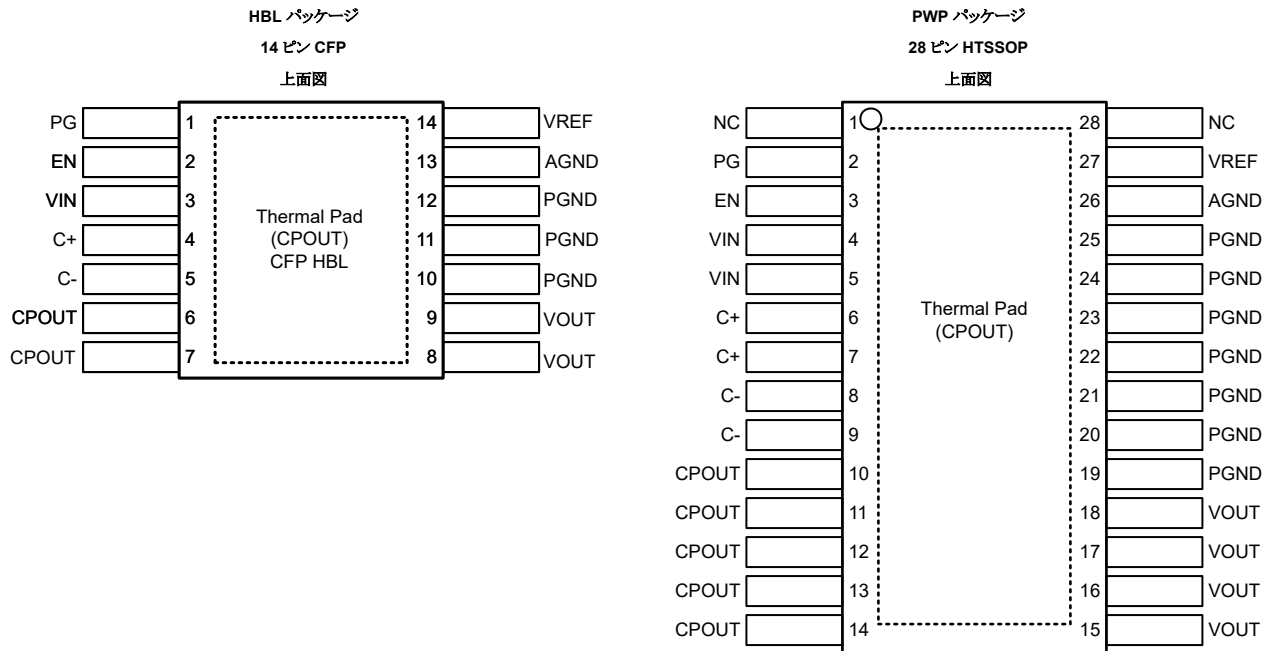 HBL パッケージ
14 ピン CFP
上面図
PG 1 14 VREF
EN 2 13 AGND
VIN 3 12 PGND
C+ 4 11 PGND
C- 5 10 PGND
CPOUT 6 9 VOUT
CPOUT 7 8 VOUT
Thermal Pad
(CPOUT)
CFP HBL
PWP パッケージ
28 ピン HTSSOP
上面図
NC 1 28 NC
PG 2 27 VREF
EN 3 26 AGND
VIN 4 25 PGND
VIN 5 24 PGND
C+ 6 23 PGND
C+ 7 22 PGND
C- 8 21 PGND
C- 9 20 PGND
CPOUT 10 19 PGND
CPOUT 11 18 VOUT
CPOUT 12 17 VOUT
CPOUT 13 16 VOUT
CPOUT 14 15 VOUT
Thermal Pad
(CPOUT)